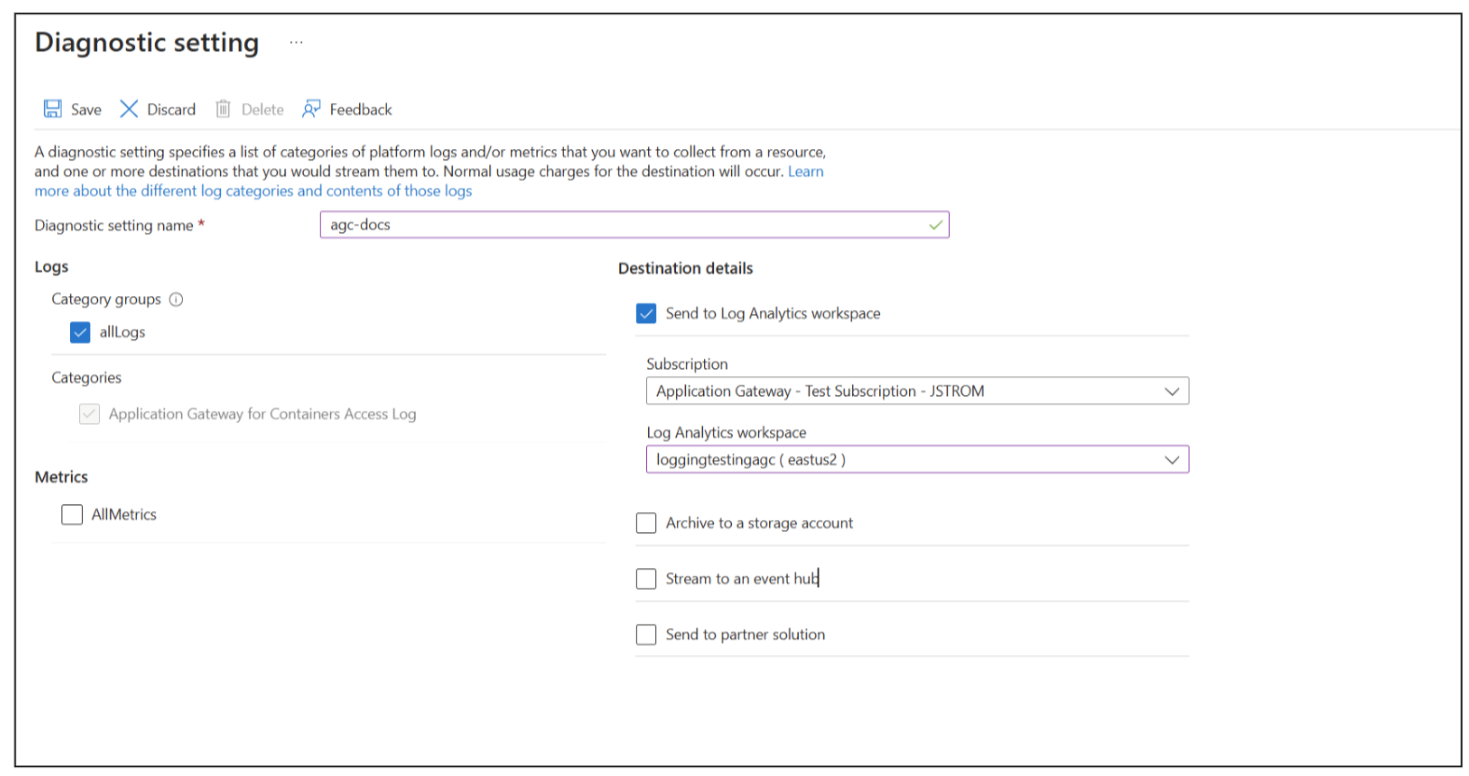 Diagnostic setting ...
Save Discard Delete Feedback
A diagnostic setting specifies a list of categories of platform logs and/or metrics that you want to collect from a resource,
and one or more destinations that you would stream them to. Normal usage charges for the destination will occur. Learn
more about the different log categories and contents of those logs
Diagnostic setting name * agc-docs
Logs
Category groups
allLogs
Categories
Application Gateway for Containers Access Log
Metrics
AllMetrics
Destination details
Send to Log Analytics workspace
Subscription
Application Gateway - Test Subscription - JSTROM
Log Analytics workspace
loggingtestingagc ( eastus2 )
Archive to a storage account
Stream to an event hub
Send to partner solution